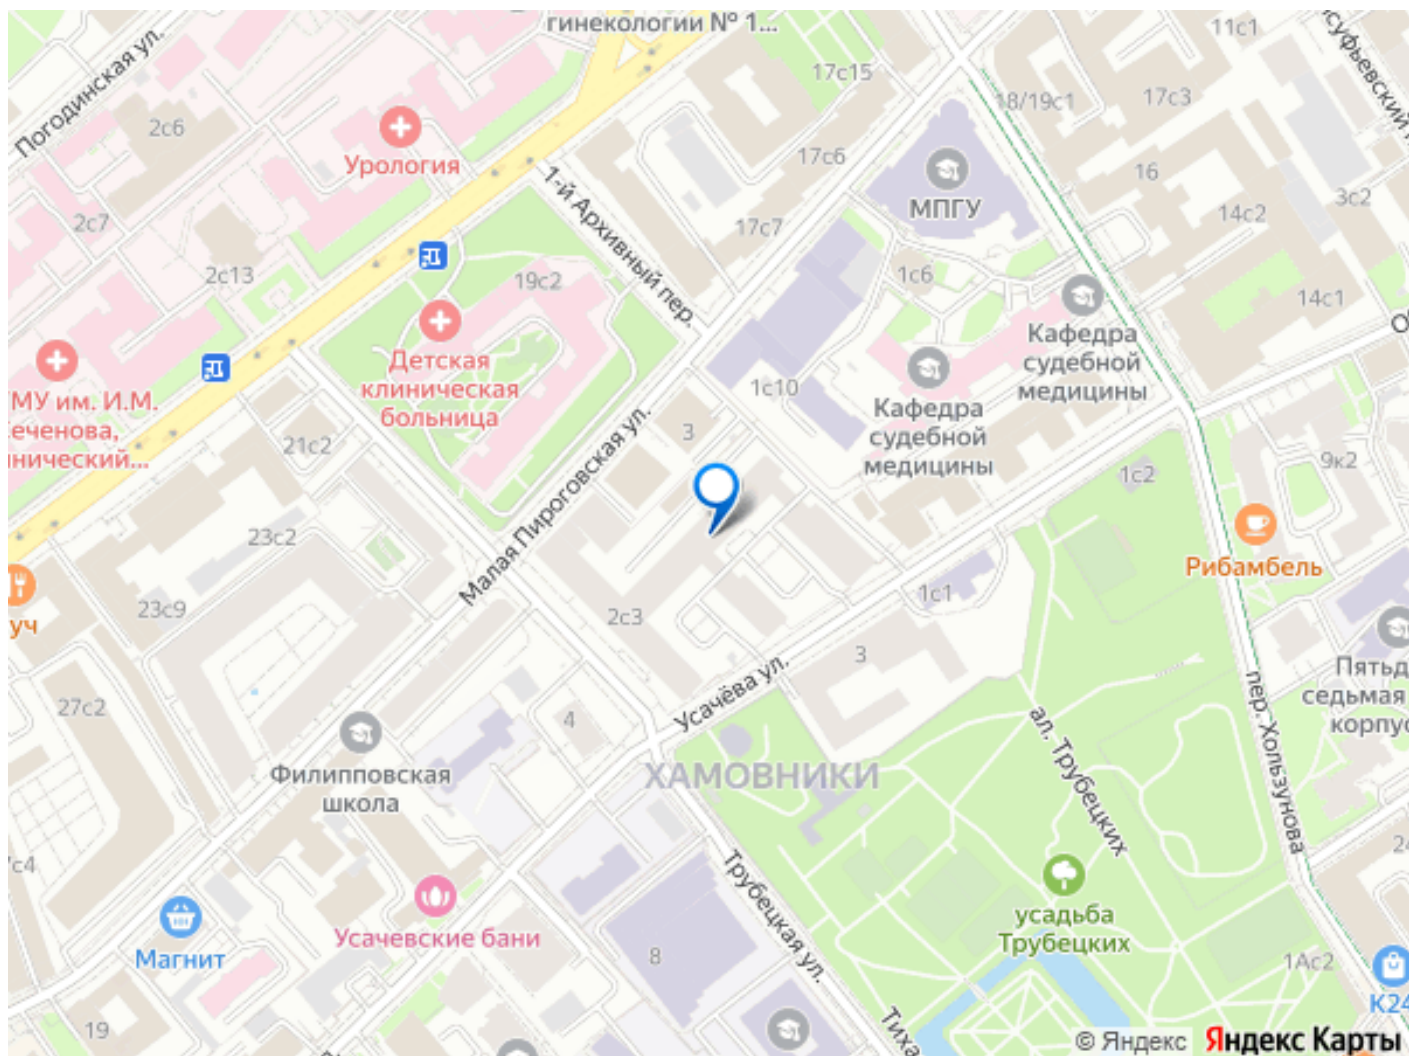 гинекологии № 1...
11с1
Погодинская ул.
17с15
18/19с1
17с3
2с6
Урология
17с6
16
3с2
МПГУ
14с2
1-й Архивный пер.
2с7
17с7
2с13
19с2
1с6
14с1
Детская
клиническая
больница
Кафедра
судебной
медицины
МУ им. И.М.
еченова,
нический...
1с10
Кафедра
судебной
медицины
21с2
3
Малая Пироговская ул.
9к2
1с2
23с2
Рибамбель
23с9
уч
2с3
1с1
3
Усачёва ул.
Пятьд
седьмая
корпус
27с2
4
пер. Хользунова
ал. Трубецких
Филипповская
школа
ХАМОВНИКИ
с4
24
Трубецкая ул.
усадьба
Трубецких
Усачевские бани
Магнит
8
1Ас2
К24
19
Тиха
© Яндекс
Яндекс Карты